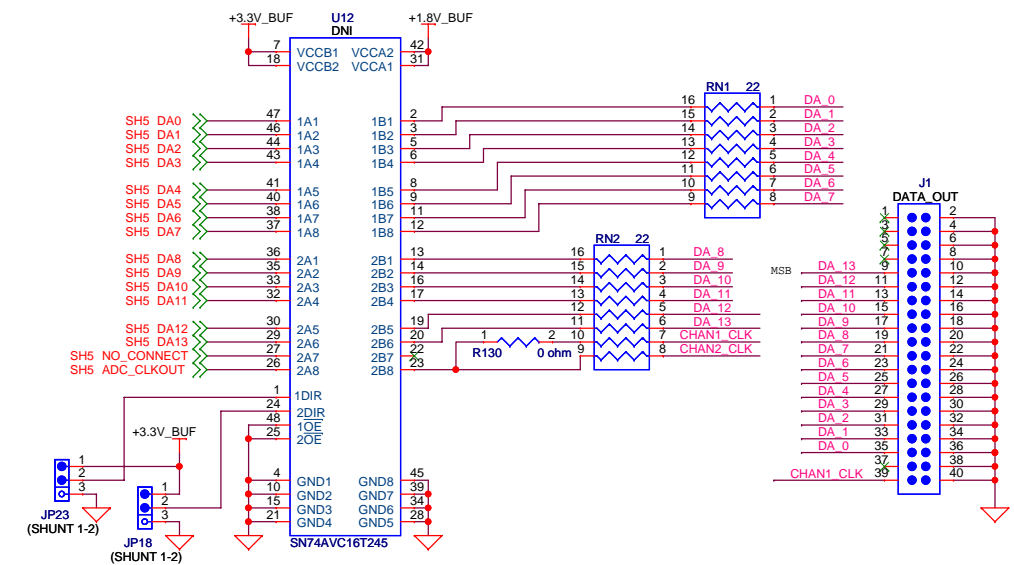 +3.3V_BUF U12 +1.8V_BUF
DNI
7 VCCB1 VCCA2 42
18 VCCB2 VCCA1 31
RN1 22
16 1 DA_0
15 2 DA_1
14 3 DA_2
13 4 DA_3
12 5 DA_4
11 6 DA_5
10 7 DA_6
9 8 DA_7
SH5 DA0 47 1A1 1B1 2
SH5 DA1 46 1A2 1B2 3
SH5 DA2 44 1A3 1B3 5
SH5 DA3 43 1A4 1B4 6
SH5 DA4 41 1A5 1B5 8
SH5 DA5 40 1A6 1B6 9
SH5 DA6 38 1A7 1B7 11
SH5 DA7 37 1A8 1B8 12
SH5 DA8 36 2A1 2B1 13
SH5 DA9 35 2A2 2B2 14
SH5 DA10 33 2A3 2B3 16
SH5 DA11 32 2A4 2B4 17
SH5 DA12 30 2A5 2B5 19
SH5 DA13 29 2A6 2B6 20
SH5 NO_CONNECT 27 2A7 2B7 22
SH5 ADC_CLKOUT 26 2A8 2B8 23
1 1DIR
24 2DIR
48 1OE
25 2OE
4 GND1 GND8 45
10 GND2 GND7 39
15 GND3 GND6 34
21 GND4 GND5 28
SN74AVC16T245
RN2 22
16 1 DA_8
15 2 DA_9
14 3 DA_10
13 4 DA_11
12 5 DA_12
11 6 DA_13
10 7 CHAN1_CLK
9 8 CHAN2_CLK
1 2
R130 0 ohm
+3.3V_BUF
1
2
3
JP23
(SHUNT 1-2)
1
2
3
JP18
(SHUNT 1-2)
J1
DATA_OUT
1 2
3 4
5 6
7 8
MSB DA_13 9 10
DA_12 11 12
DA_11 13 14
DA_10 15 16
DA_9 17 18
DA_8 19 20
DA_7 21 22
DA_6 23 24
DA_5 25 26
DA_4 27 28
DA_3 29 30
DA_2 31 32
DA_1 33 34
DA_0 35 36
37 38
CHAN1_CLK 39 40